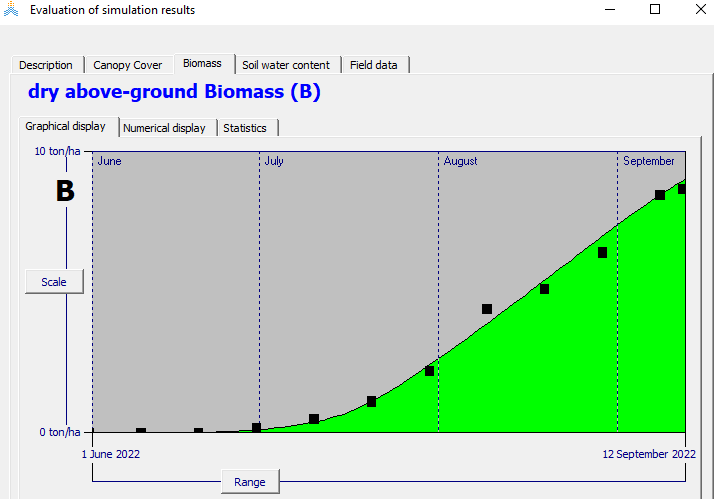 Evaluation of simulation results
Description Canopy Cover Biomass Soil water content Field data
dry above-ground Biomass (B)
Graphical display Numerical display Statistics
10 ton/ha
June July August September
B
Scale
0 ton/ha
1 June 2022 12 September 2022
Range